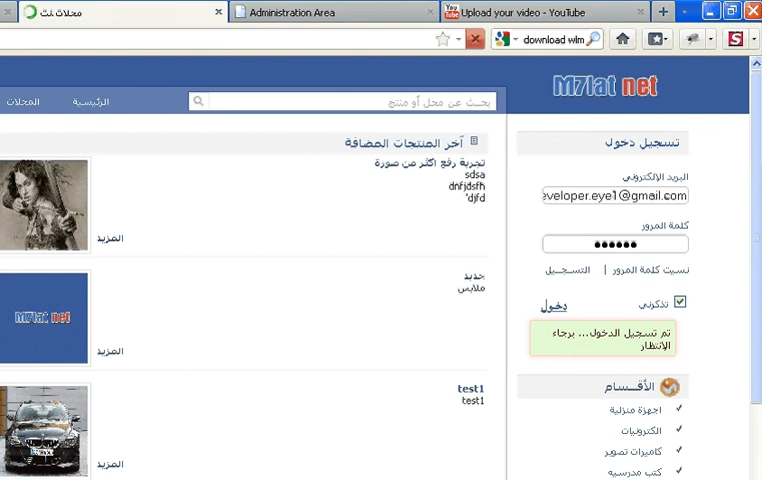 محلات نت
Administration Area
Upload your video - YouTube
download wlm
M7lat net
الرئيسية
المحلات
بحث عن محل أو منتج
تسجيل دخول
البريد الإلكتروني
eveloper.eye1@gmail.com
كلمة المرور
نسيت كلمة المرور | التسجيل
تذكرني
دخول
تم تسجيل الدخول... برجاء
الانتظار
الأقسام
اجهزة منزلية
الكترونيات
كاميرات تصوير
كتب مدرسيه
آخر المنتجات المضافة
تجربة رفع اكثر من صورة
sdsa
dnfjdsfh
djfd'
المزيد
جديد
ملابس
M7lat net
المزيد
test1
test1
المزيد